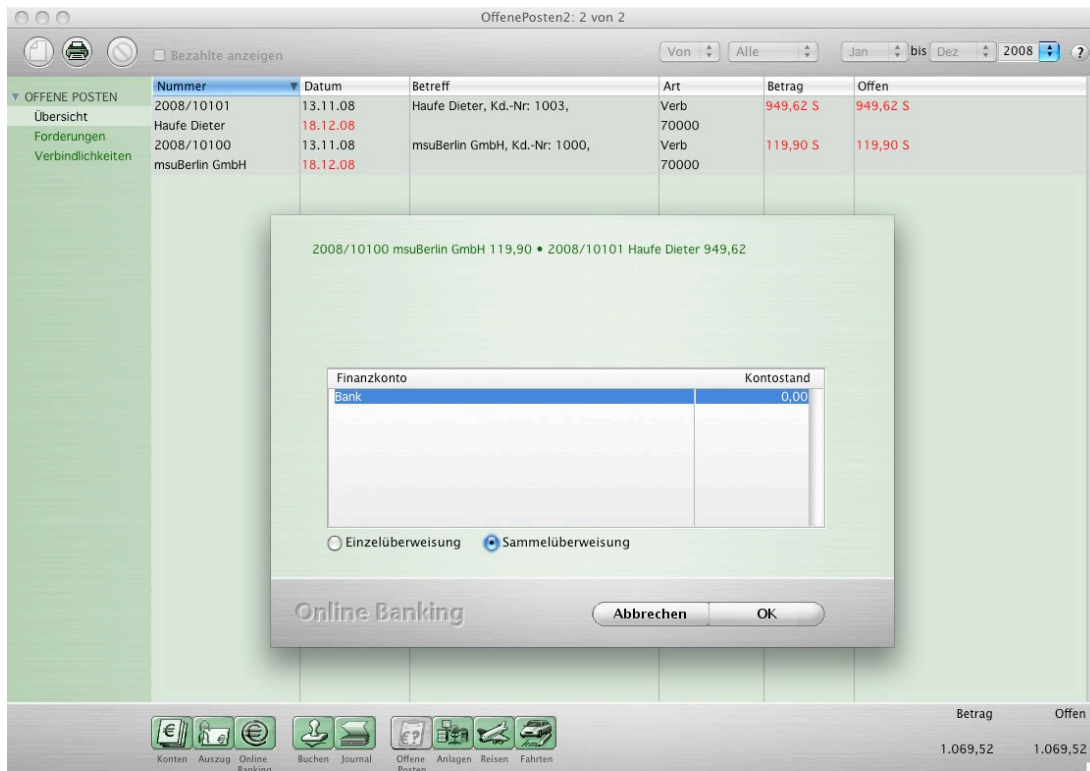 OffenePosten2: 2 von 2
Bezahlte anzeigen Von Alle Jan bis Dez 2008 ?
OFFENE POSTEN
Übersicht
Forderungen
Verbindlichkeiten
Nummer Datum Betreff Art Betrag Offen
2008/10101 13.11.08 Haufe Dieter, Kd.-Nr: 1003, Verb 949,62 S 949,62 S
Haufe Dieter 18.12.08 70000
2008/10100 13.11.08 msuBerlin GmbH, Kd.-Nr: 1000, Verb 119,90 S 119,90 S
msuBerlin GmbH 18.12.08 70000
2008/10100 msuBerlin GmbH 119,90 • 2008/10101 Haufe Dieter 949,62
Finanzkonto Kontostand
Bank 0,00
Einzelüberweisung Sammelüberweisung
Online Banking Abbrechen OK
Betrag Offen
1.069,52 1.069,52
Konten Auszug Online Banking Buchen Journal Offene Posten Anlagen Reisen Fahrten